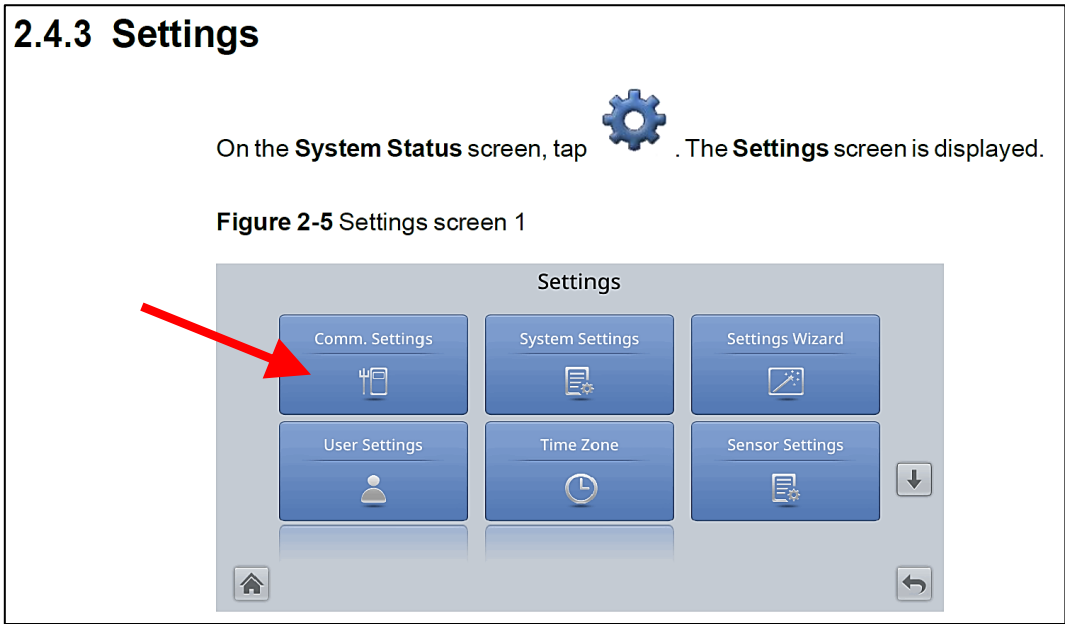 2.4.3 Settings
On the System Status screen, tap . The Settings screen is displayed.
Figure 2-5 Settings screen 1
Settings
Comm. Settings
System Settings
Settings Wizard
User Settings
Time Zone
Sensor Settings